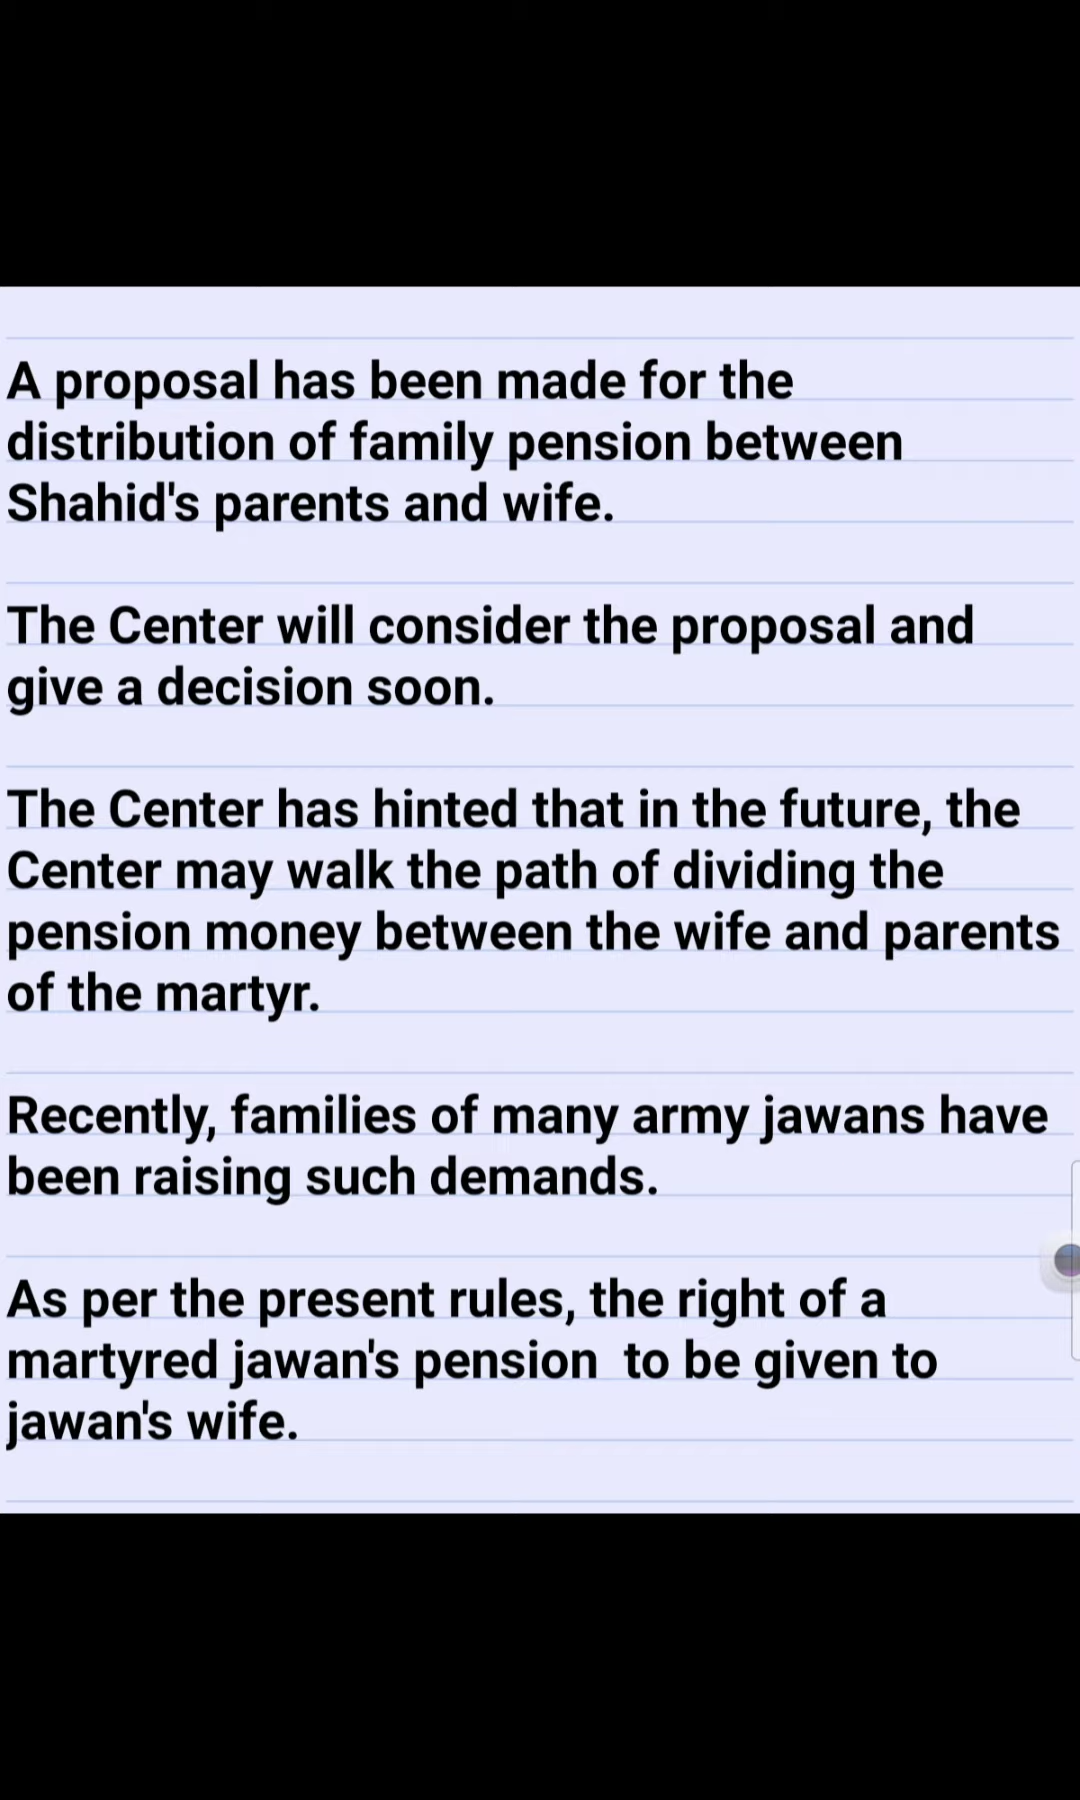 A proposal has been made for the
distribution of family pension between
Shahid's parents and wife.
The Center will consider the proposal and
give a decision soon.
The Center has hinted that in the future, the
Center may walk the path of dividing the
pension money between the wife and parents
of the martyr.
Recently, families of many army jawans have
been raising such demands.
As per the present rules, the right of a
martyred jawan's pension  to be given to
jawan's wife.